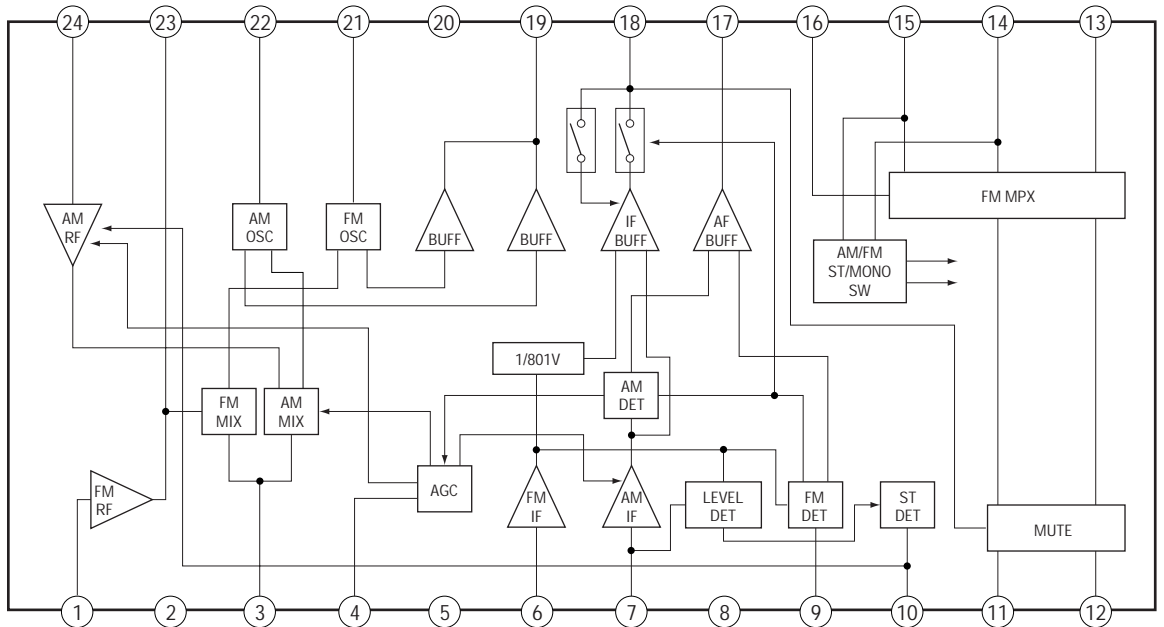 24 23 22 21 20 19 18 17 16 15 14 13
AM
RF
AM
OSC
FM
OSC
BUFF
BUFF
IF
BUFF
AF
BUFF
FM MPX
AM/FM
ST/MONO
SW
1/801V
FM
MIX
AM
MIX
AM
DET
FM
RF
AGC
FM
IF
AM
IF
LEVEL
DET
FM
DET
ST
DET
MUTE
1 2 3 4 5 6 7 8 9 10 11 12